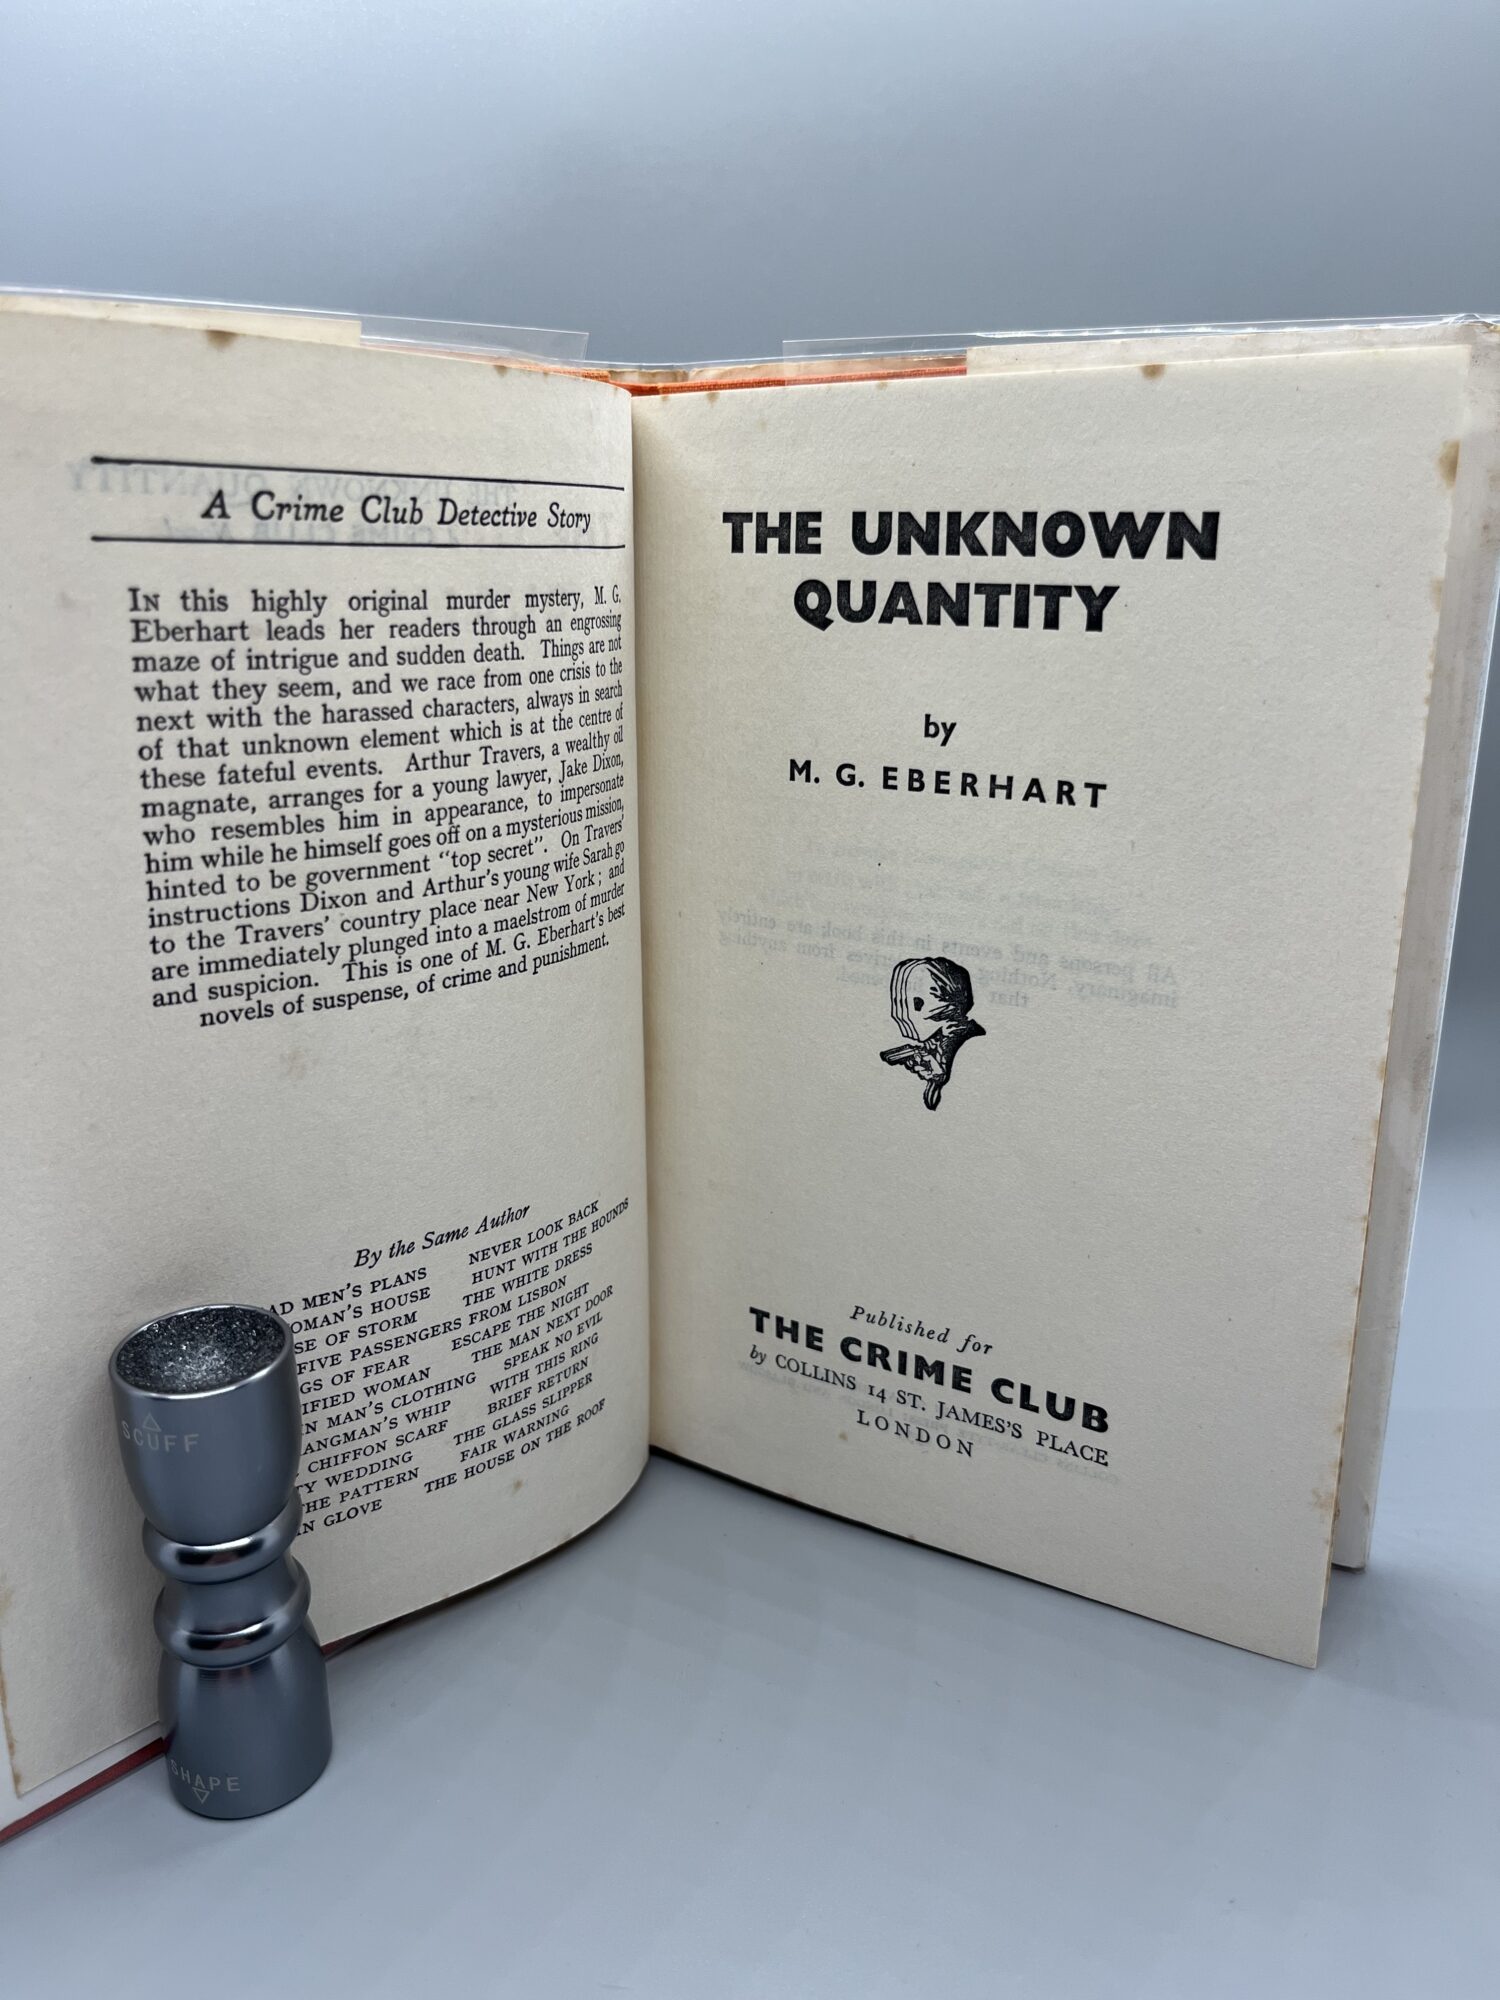 A Crime Club Detective Story
IN this highly original murder mystery, M. G.
Eberhart leads her readers through an engrossing
maze of intrigue and sudden death. Things are not
what they seem, and we race from one crisis to the
next with the harassed characters, always in search
of that unknown element which is at the centre of
these fateful events. Arthur Travers, a wealthy oil
magnate, arranges for a young lawyer, Jake Dixon,
who resembles him in appearance, to impersonate
him while he himself goes off on a mysterious mission,
hinted to be government "top secret". On Travers'
instructions Dixon and Arthur's young wife Sarah go
to the Travers' country place near New York; and
are immediately plunged into a maelstrom of murder
and suspicion. This is one of M. G. Eberhart's best
novels of suspense, of crime and punishment.
By the Same Author
AD MEN'S PLANS NEVER LOOK BACK
OMAN'S HOUSE HUNT WITH THE HOUNDS
SE OF STORM THE WHITE DRESS
FIVE PASSENGERS FROM LISBON
GS OF FEAR ESCAPE THE NIGHT
IFIED WOMAN THE MAN NEXT DOOR
IN MAN'S CLOTHING SPEAK NO EVIL
ANGMAN'S WHIP WITH THIS RING
CHIFFON SCARF BRIEF RETURN
TY WEDDING THE GLASS SLIPPER
THE PATTERN FAIR WARNING
IN GLOVE THE HOUSE ON THE ROOF
SCUFF
SHAPE
THE UNKNOWN
QUANTITY
by
M. G. EBERHART
Published for
THE CRIME CLUB
by COLLINS 14 ST. JAMES'S PLACE
LONDON